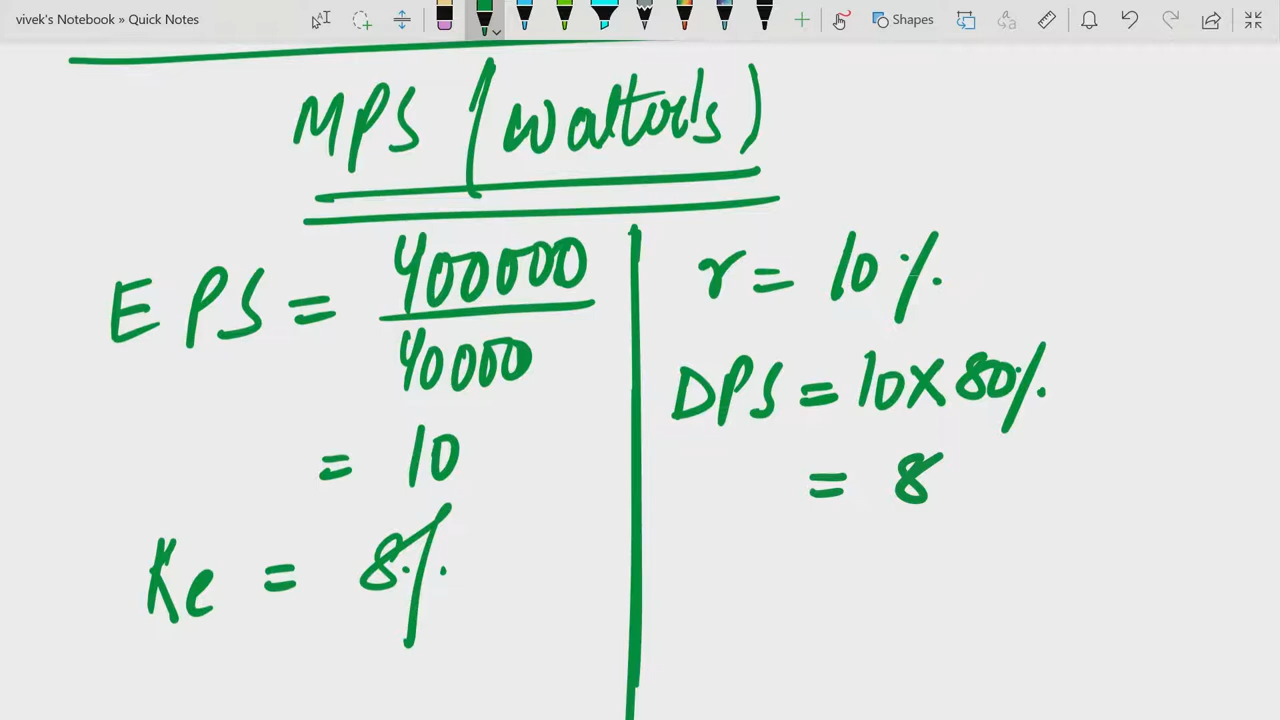 vivek's Notebook » Quick Notes
Shapes
MPS (walter's)
EPS = 400000
40000
= 10
Ke = 8%
r = 10%
DPS = 10 X 80%
= 8